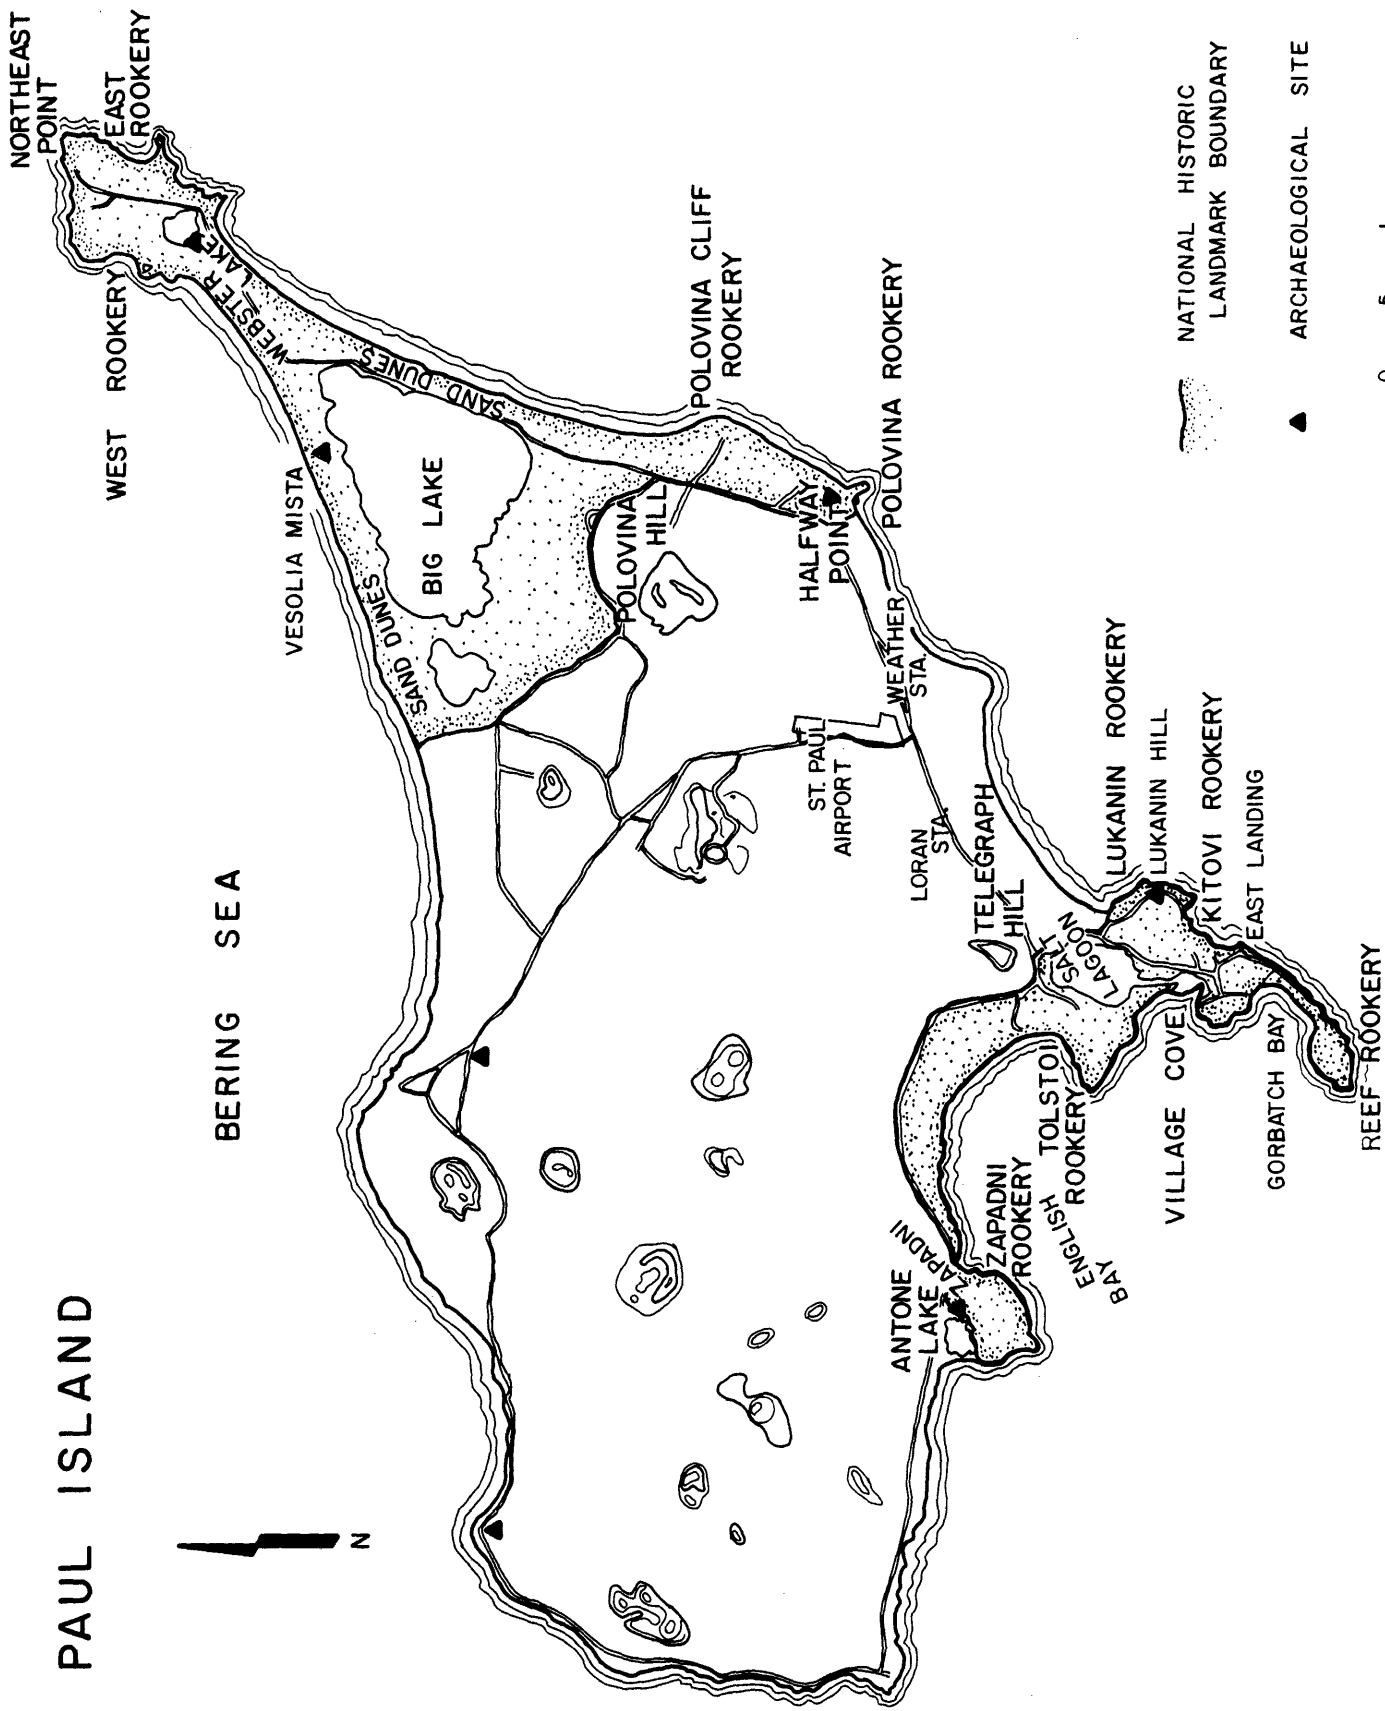 PAUL ISLAND
BERING SEA
N
NORTHEAST
POINT
EAST
ROOKERY
WEST ROOKERY
WEBSTER
LAKE
VESOLIA MISTA
SAND DUNES
SAND DUNES
BIG LAKE
POLOVINA
HILL
POLOVINA CLIFF
ROOKERY
HALFWAY
POINT
POLOVINA ROOKERY
WEATHER
STA.
ST. PAUL
AIRPORT
LORAN
STA.
TELEGRAPH
HILL
SALT
LAGOON
LUKANIN ROOKERY
LUKANIN HILL
KITOVI ROOKERY
EAST LANDING
ANTONE
LAKE
ZAPADNI
ZAPADNI
ROOKERY
ENGLISH
BAY
TOLSTOI
ROOKERY
VILLAGE COVE
GORBATCH BAY
REEF ROOKERY
NATIONAL HISTORIC
LANDMARK BOUNDARY
ARCHAEOLOGICAL SITE